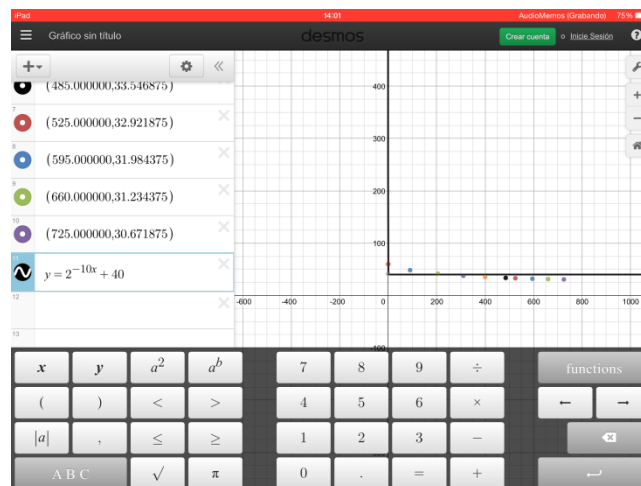 iPad 14:01 AudioMemos (Grabando) 75%
Gráfico sin título desmos Crear cuenta o Inicie Sesión ?
+ «
(485.000000,33.546875)
7
(525.000000,32.921875)
8
(595.000000,31.984375)
9
(660.000000,31.234375)
10
(725.000000,30.671875)
11
y = 2^{-10x} + 40
12
13
400
300
200
100
-600 -400 -200 0 200 400 600 800 1000
-100
+
−
x y a² aᵇ 7 8 9 ÷ functions
( ) < > 4 5 6 × ← →
|a| , ≤ ≥ 1 2 3 −
A B C √ π 0 . = +